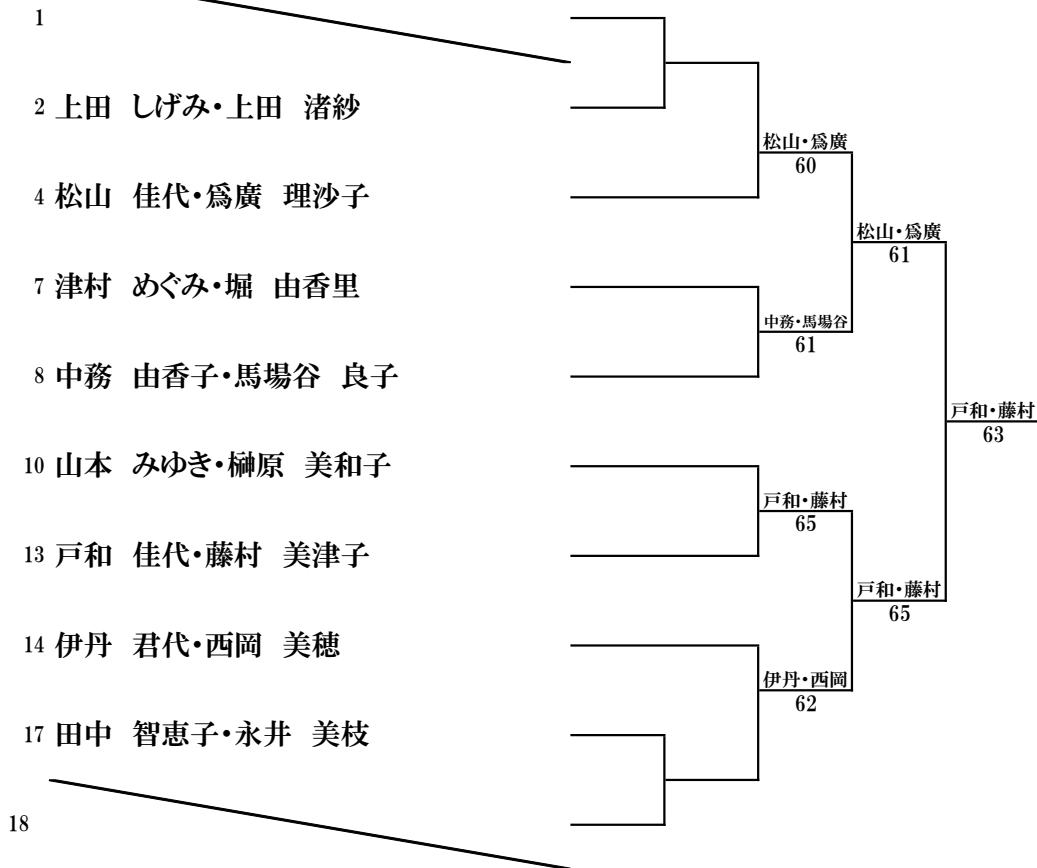 1
2 上田 しげみ・上田 渚紗
4 松山 佳代・爲廣 理沙子
7 津村 めぐみ・堀 由香里
8 中務 由香子・馬場谷 良子
10 山本 みゆき・榊原 美和子
13 戸和 佳代・藤村 美津子
14 伊丹 君代・西岡 美穂
17 田中 智恵子・永井 美枝
18
松山・爲廣
60
中務・馬場谷
61
戸和・藤村
65
伊丹・西岡
62
松山・爲廣
61
戸和・藤村
65
戸和・藤村
63